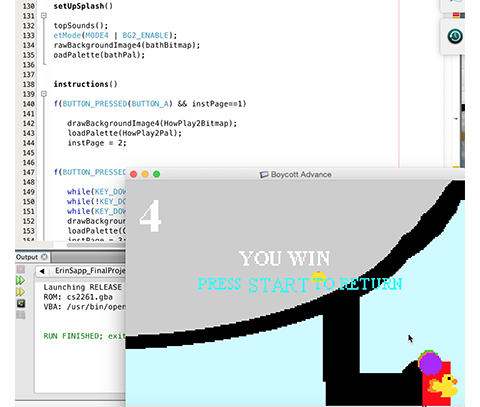 130 setUpSplash()
131
132 topSounds();
133 etMode(MODE4 | BG2_ENABLE);
134 rawBackgroundImage4(bathBitmap);
135 oadPalette(bathPal);
136
137
138 instructions()
139
140 f(BUTTON_PRESSED(BUTTON_A) && instPage==1)
141
142 drawBackgroundImage4(HowPlay2Bitmap);
143 loadPalette(HowPlay2Pal);
144 instPage = 2;
145
146
147 f(BUTTON_PRESSED(BUTTO
148
149 while(KEY_DOW
150 while(!KEY_DO
151 while(KEY_DOW
152 drawBackgrou
153 loadPalette(C
154 instPage = 3;
Boycott Advance
4
YOU WIN
PRESS START TO RETURN
Output
ErinSapp_FinalProje
Launching RELEASE
ROM: cs2261.gba
VBA: /usr/bin/open
RUN FINISHED; exit